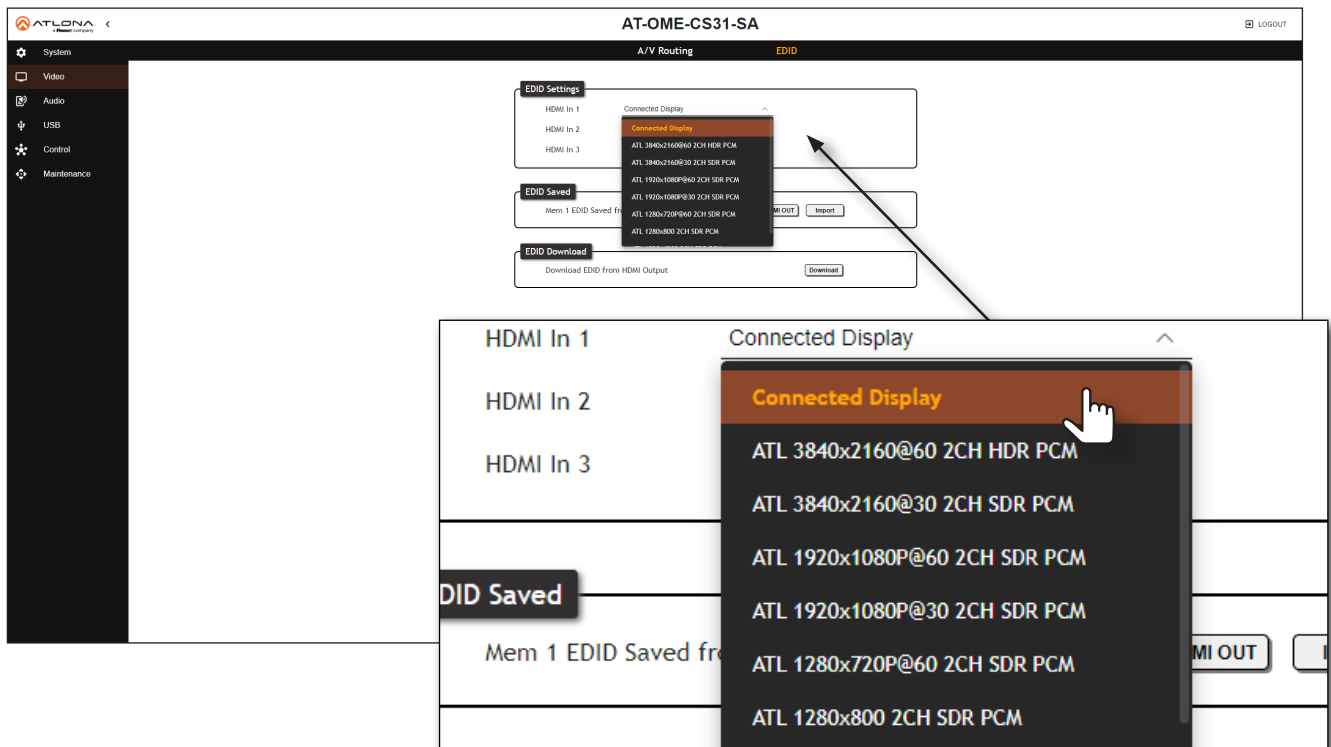 ATLONA
AT-OME-CS31-SA
LOGOUT
System
A/V Routing EDID
Video
Audio
USB
Control
Maintenance
EDID Settings
HDMI In 1 Connected Display
HDMI In 2
HDMI In 3
Connected Display
ATL 3840x2160@60 2CH HDR PCM
ATL 3840x2160@30 2CH SDR PCM
ATL 1920x1080P@60 2CH SDR PCM
ATL 1920x1080P@30 2CH SDR PCM
ATL 1280x720P@60 2CH SDR PCM
ATL 1280x800 2CH SDR PCM
EDID Saved
Mem 1 EDID Saved fr MI OUT Import
EDID Download
Download EDID from HDMI Output Download
HDMI In 1 Connected Display
HDMI In 2
HDMI In 3
Connected Display
ATL 3840x2160@60 2CH HDR PCM
ATL 3840x2160@30 2CH SDR PCM
ATL 1920x1080P@60 2CH SDR PCM
ATL 1920x1080P@30 2CH SDR PCM
ATL 1280x720P@60 2CH SDR PCM
ATL 1280x800 2CH SDR PCM
DID Saved
Mem 1 EDID Saved fr MI OUT